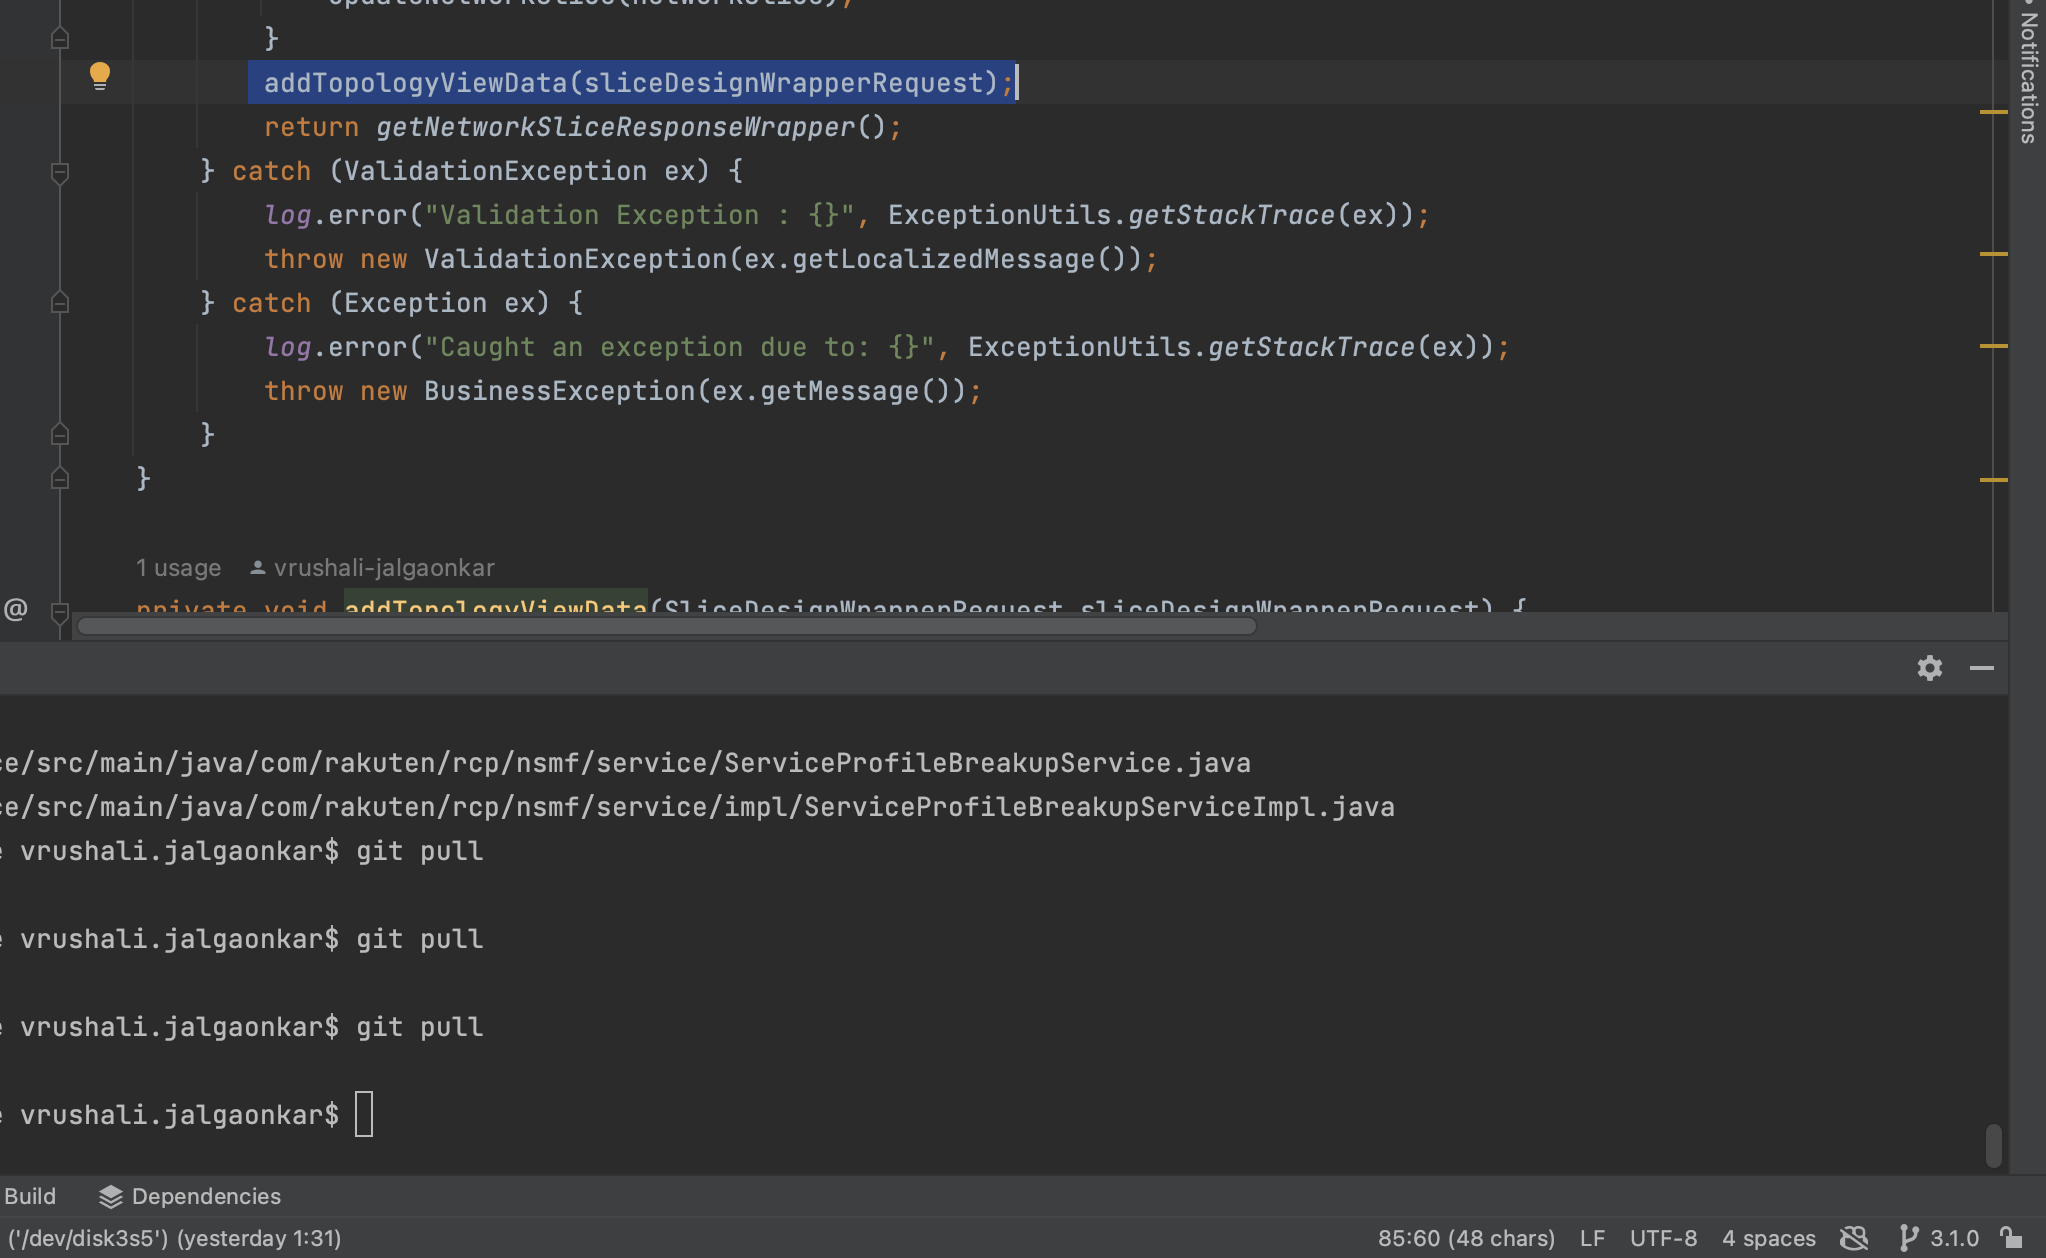 updateNetworkSlice(networkSlice);
}
addTopologyViewData(sliceDesignWrapperRequest);
return getNetworkSliceResponseWrapper();
} catch (ValidationException ex) {
log.error("Validation Exception : {}", ExceptionUtils.getStackTrace(ex));
throw new ValidationException(ex.getLocalizedMessage());
} catch (Exception ex) {
log.error("Caught an exception due to: {}", ExceptionUtils.getStackTrace(ex));
throw new BusinessException(ex.getMessage());
}
}
1 usage vrushali-jalgaonkar
@ private void addTopologyViewData(SliceDesignWrapperRequest sliceDesignWrapperRequest) {
Notifications
ce/src/main/java/com/rakuten/rcp/nsmf/service/ServiceProfileBreakupService.java
ce/src/main/java/com/rakuten/rcp/nsmf/service/impl/ServiceProfileBreakupServiceImpl.java
vrushali.jalgaonkar$ git pull
vrushali.jalgaonkar$ git pull
vrushali.jalgaonkar$ git pull
vrushali.jalgaonkar$
Build Dependencies
('/dev/disk3s5') (yesterday 1:31) 85:60 (48 chars) LF UTF-8 4 spaces 3.1.0